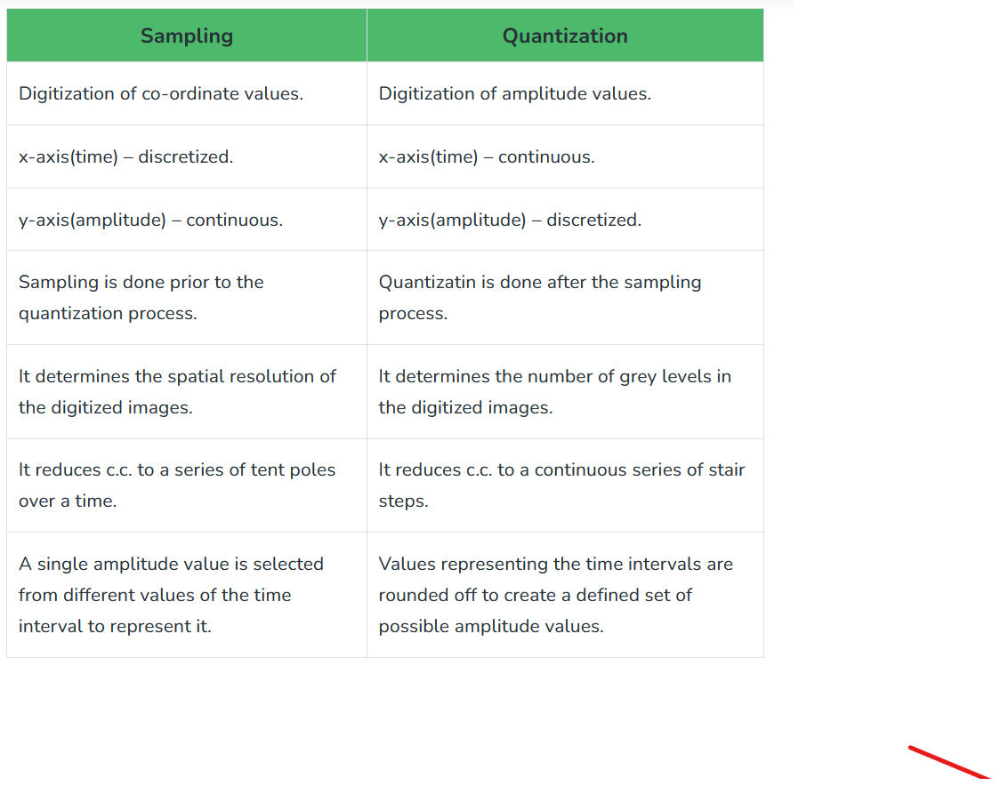 Sampling
Quantization
Digitization of co-ordinate values.
Digitization of amplitude values.
x-axis(time) – discretized.
x-axis(time) – continuous.
y-axis(amplitude) – continuous.
y-axis(amplitude) – discretized.
Sampling is done prior to the
quantization process.
Quantizatin is done after the sampling
process.
It determines the spatial resolution of
the digitized images.
It determines the number of grey levels in
the digitized images.
It reduces c.c. to a series of tent poles
over a time.
It reduces c.c. to a continuous series of stair
steps.
A single amplitude value is selected
from different values of the time
interval to represent it.
Values representing the time intervals are
rounded off to create a defined set of
possible amplitude values.